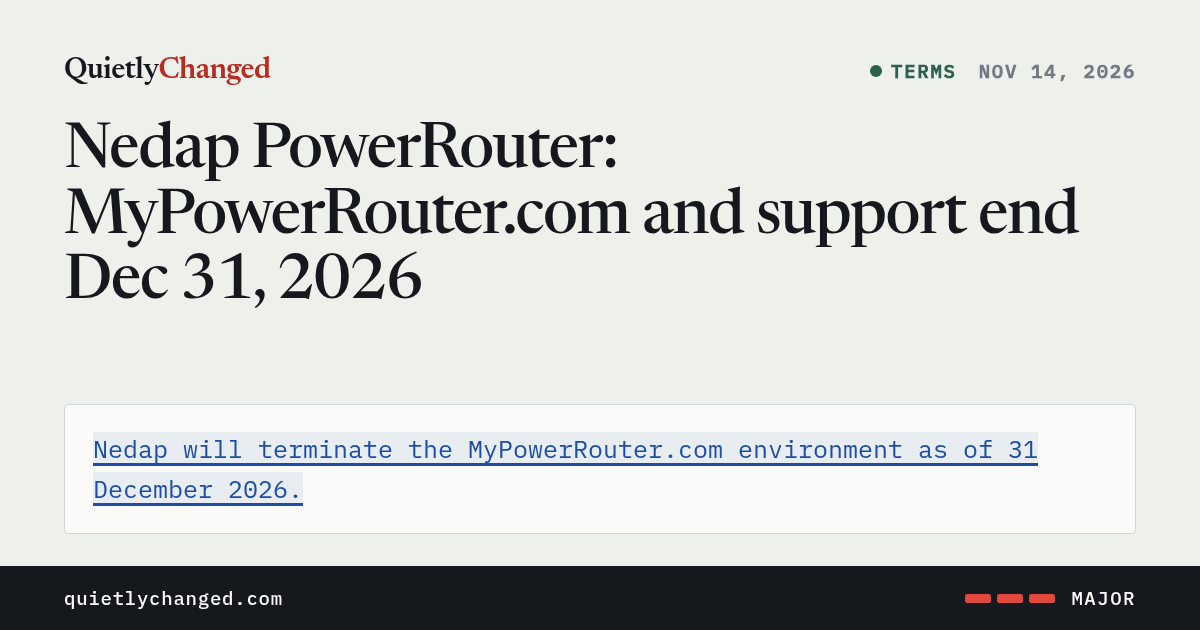 QuietlyChanged
TERMS NOV 14, 2026
Nedap PowerRouter:
MyPowerRouter.com and support end
Dec 31, 2026
Nedap will terminate the MyPowerRouter.com environment as of 31
December 2026.
quietlychanged.com
MAJOR